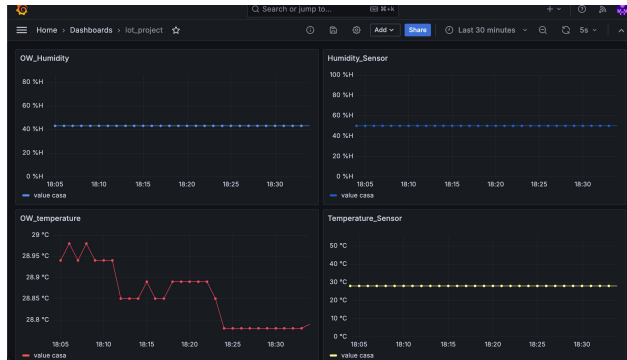 Search or jump to... ⌘+k
Home › Dashboards › Iot_project
Add
Share
Last 30 minutes
5s
OW_Humidity
80 %H
60 %H
40 %H
20 %H
0 %H
18:05 18:10 18:15 18:20 18:25 18:30
value casa
Humidity_Sensor
100 %H
80 %H
60 %H
40 %H
20 %H
0 %H
18:05 18:10 18:15 18:20 18:25 18:30
value casa
OW_temperature
29 °C
28.95 °C
28.9 °C
28.85 °C
28.8 °C
18:05 18:10 18:15 18:20 18:25 18:30
value casa
Temperature_Sensor
50 °C
40 °C
30 °C
20 °C
10 °C
0 °C
18:05 18:10 18:15 18:20 18:25 18:30
value casa